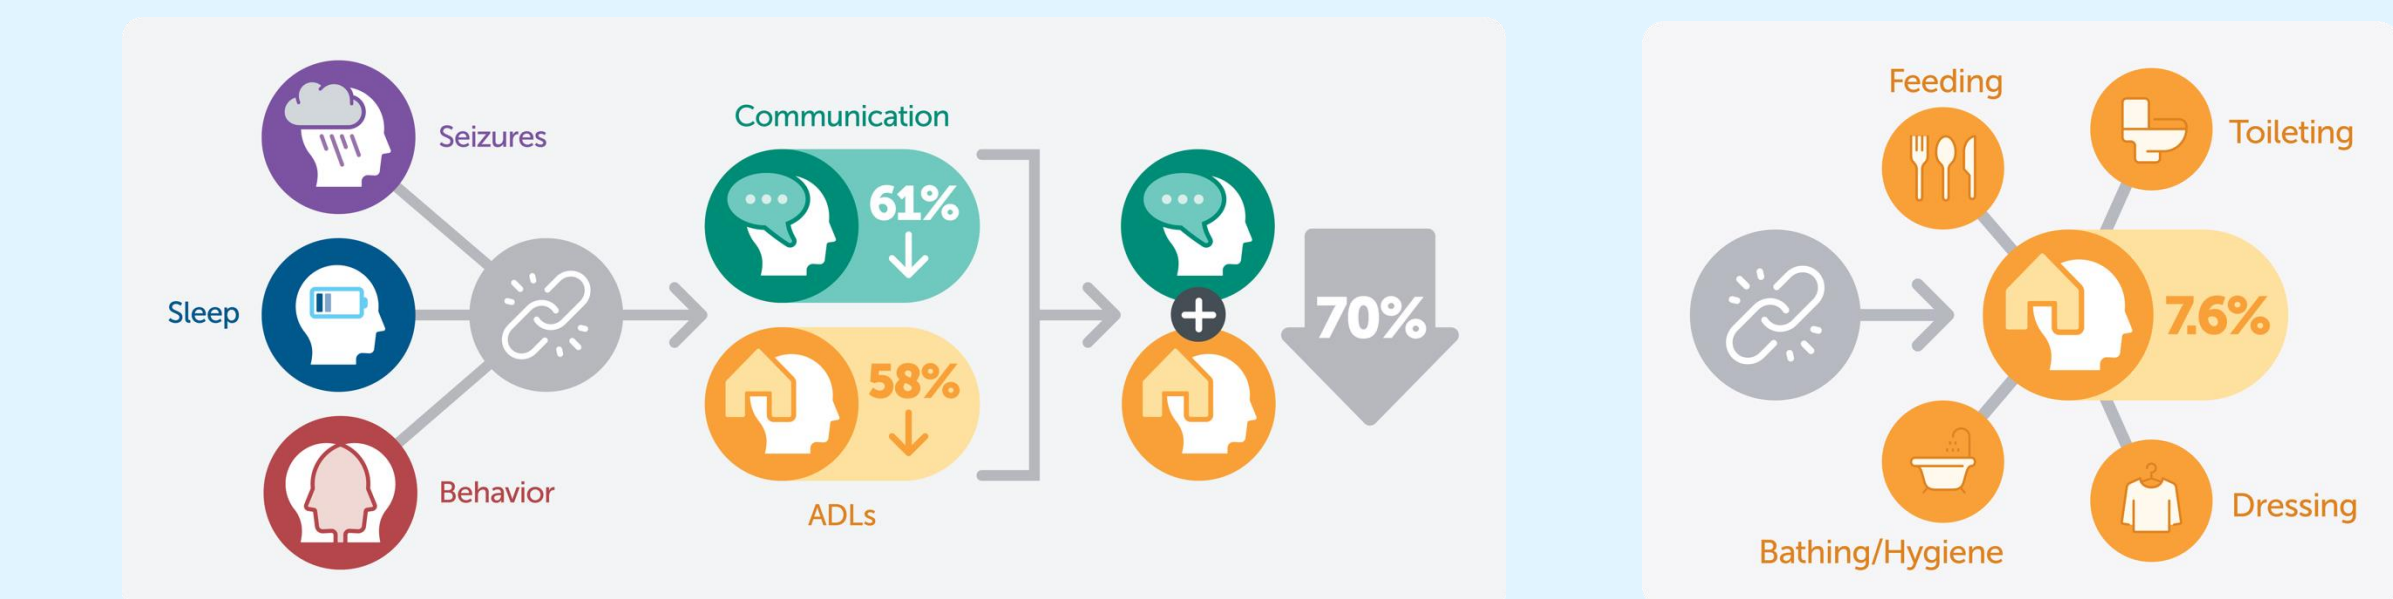 Seizures
Sleep
Behavior
Communication
61%
58%
ADLs
70%
Feeding
Toileting
7.6%
Bathing/Hygiene
Dressing